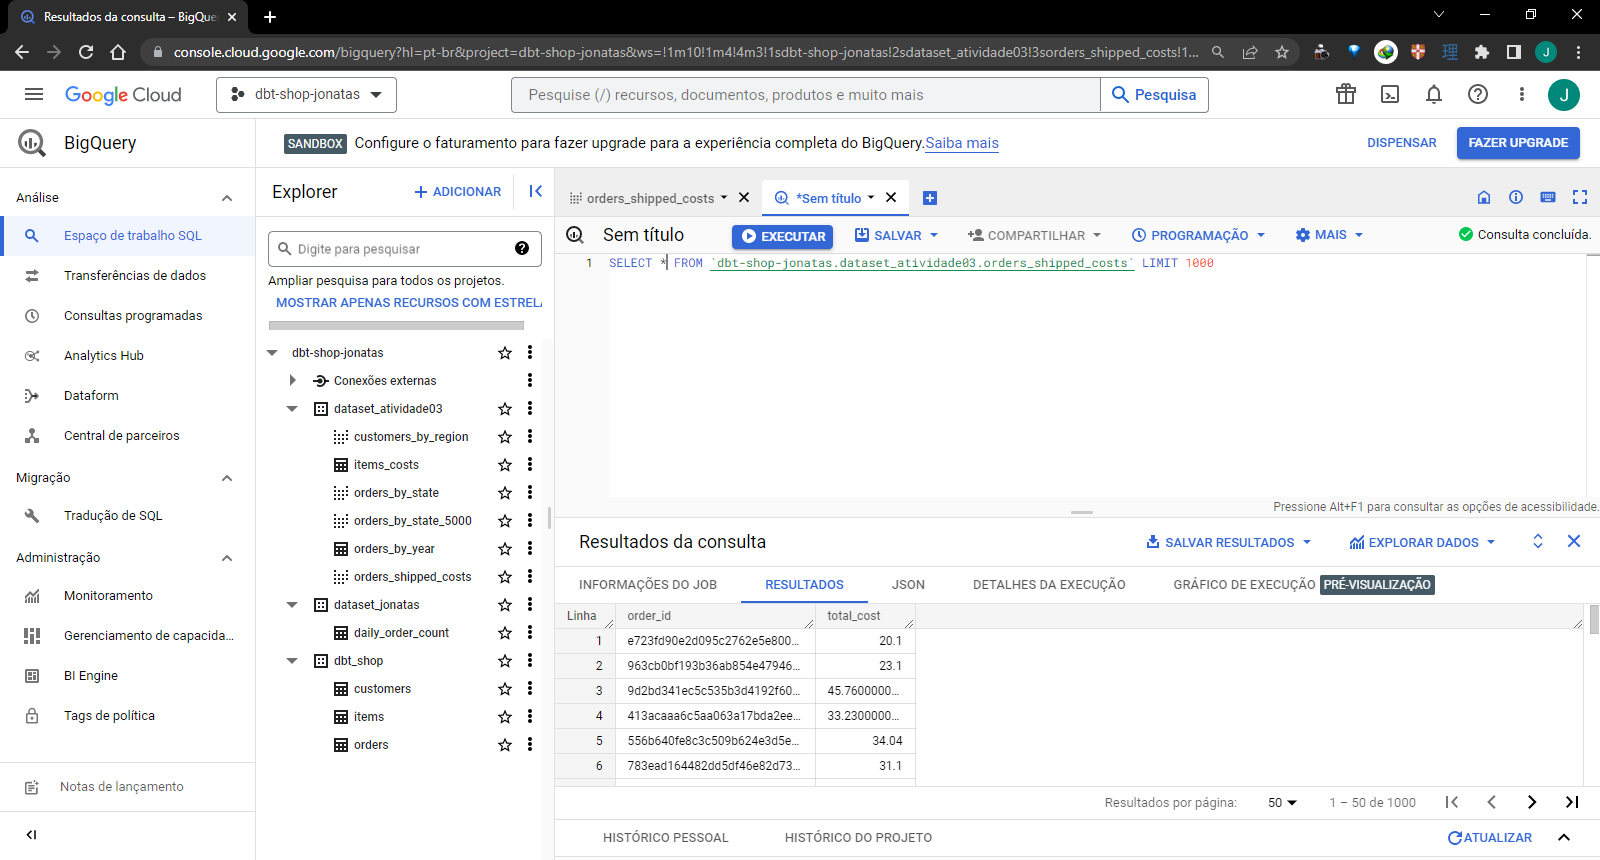 Resultados da consulta – BigQue
console.cloud.google.com/bigquery?hl=pt-br&project=dbt-shop-jonatas&ws=!1m10!1m4!4m3!1sdbt-shop-jonatas!2sdataset_atividade03!3sorders_shipped_costs!1...
J
Google Cloud
dbt-shop-jonatas
Pesquise (/) recursos, documentos, produtos e muito mais
Pesquisa
J
BigQuery
SANDBOX Configure o faturamento para fazer upgrade para a experiência completa do BigQuery. Saiba mais
DISPENSAR
FAZER UPGRADE
Análise
Espaço de trabalho SQL
Transferências de dados
Consultas programadas
Analytics Hub
Dataform
Central de parceiros
Migração
Tradução de SQL
Administração
Monitoramento
Gerenciamento de capacida...
BI Engine
Tags de política
Notas de lançamento
Explorer
+ ADICIONAR
Digite para pesquisar
Ampliar pesquisa para todos os projetos.
MOSTRAR APENAS RECURSOS COM ESTRELA
dbt-shop-jonatas
Conexões externas
dataset_atividade03
customers_by_region
items_costs
orders_by_state
orders_by_state_5000
orders_by_year
orders_shipped_costs
dataset_jonatas
daily_order_count
dbt_shop
customers
items
orders
orders_shipped_costs
*Sem título
Sem título
EXECUTAR
SALVAR
COMPARTILHAR
PROGRAMAÇÃO
MAIS
Consulta concluída.
1 SELECT * FROM `dbt-shop-jonatas.dataset_atividade03.orders_shipped_costs` LIMIT 1000
Pressione Alt+F1 para consultar as opções de acessibilidade.
Resultados da consulta
SALVAR RESULTADOS
EXPLORAR DADOS
INFORMAÇÕES DO JOB
RESULTADOS
JSON
DETALHES DA EXECUÇÃO
GRÁFICO DE EXECUÇÃO PRÉ-VISUALIZAÇÃO
Linha order_id total_cost
1 e723fd90e2d095c2762e5e800... 20.1
2 963cb0bf193b36ab854e47946... 23.1
3 9d2bd341ec5c535b3d4192f60... 45.7600000...
4 413acaaa6c5aa063a17bda2ee... 33.2300000...
5 556b640fe8c3c509b624e3d5e... 34.04
6 783ead164482dd5df46e82d73... 31.1
Resultados por página: 50 1 – 50 de 1000
HISTÓRICO PESSOAL
HISTÓRICO DO PROJETO
ATUALIZAR